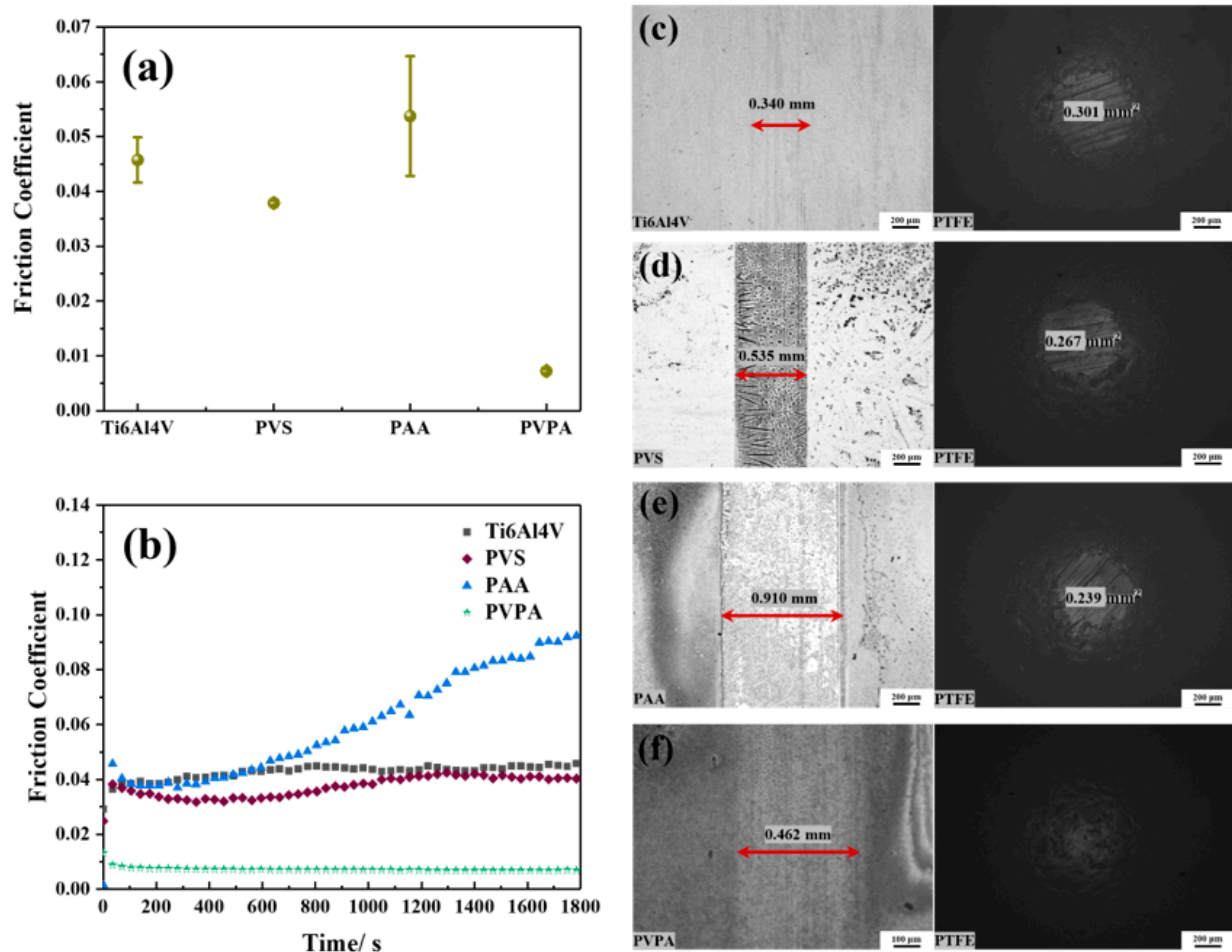 (a)
Friction Coefficient
0.07
0.06
0.05
0.04
0.03
0.02
0.01
0.00
Ti6Al4V PVS PAA PVPA
(b)
Friction Coefficient
0.14
0.12
0.10
0.08
0.06
0.04
0.02
0.00
Ti6Al4V
PVS
PAA
PVPA
0 200 400 600 800 1000 1200 1400 1600 1800
Time/ s
(c)
0.340 mm
0.301 mm²
Ti6Al4V 200 μm
PTFE 200 μm
(d)
0.535 mm
0.267 mm²
PVS 200 μm
PTFE 200 μm
(e)
0.910 mm
0.239 mm²
PAA 200 μm
PTFE 200 μm
(f)
0.462 mm
PVPA 100 μm
PTFE 200 μm